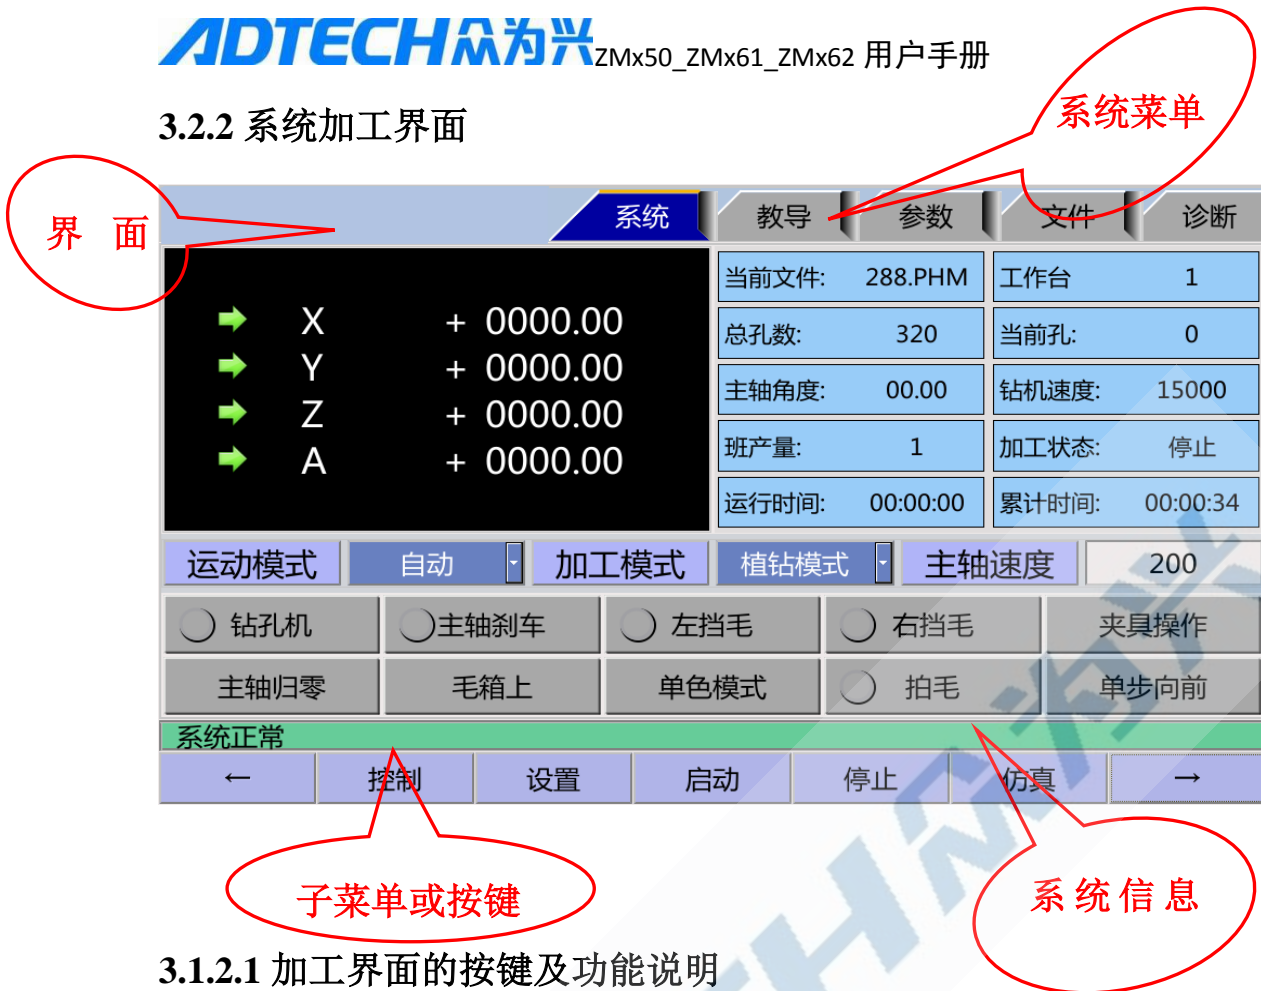 ADTECH众为兴ZMx50_ZMx61_ZMx62 用户手册
3.2.2 系统加工界面
系统菜单
界 面
系统 教导 参数 文件 诊断
X + 0000.00
Y + 0000.00
Z + 0000.00
A + 0000.00
当前文件: 288.PHM 工作台 1
总孔数: 320 当前孔: 0
主轴角度: 00.00 钻机速度: 15000
班产量: 1 加工状态: 停止
运行时间: 00:00:00 累计时间: 00:00:34
运动模式 自动 加工模式 植钻模式 主轴速度 200
钻孔机 主轴刹车 左挡毛 右挡毛 夹具操作
主轴归零 毛箱上 单色模式 拍毛 单步向前
系统正常
← 控制 设置 启动 停止 仿真 →
子菜单或按键
系统信息
3.1.2.1 加工界面的按键及功能说明